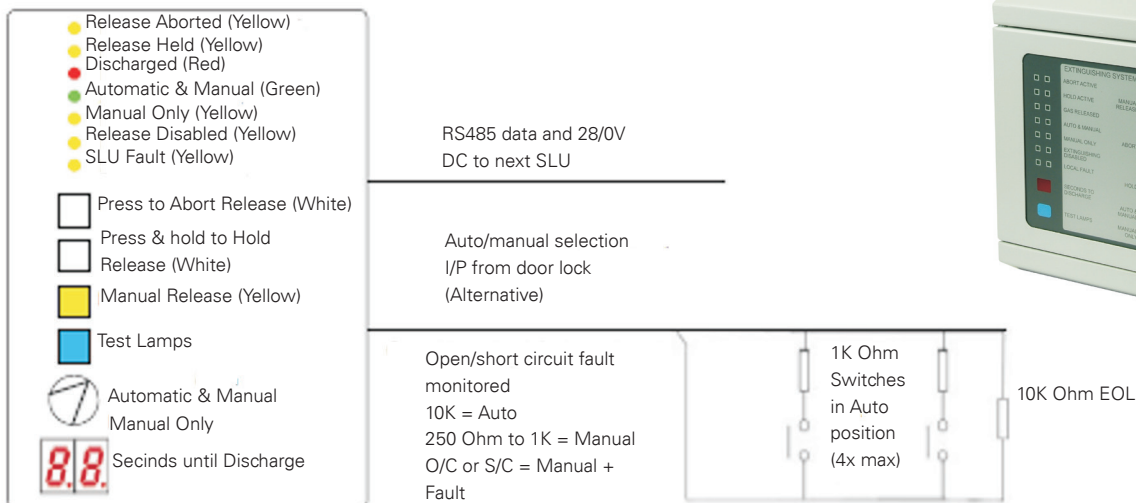 Release Aborted (Yellow)
Release Held (Yellow)
Discharged (Red)
Automatic & Manual (Green)
Manual Only (Yellow)
Release Disabled (Yellow)
SLU Fault (Yellow)
Press to Abort Release (White)
Press & hold to Hold
Release (White)
Manual Release (Yellow)
Test Lamps
Automatic & Manual
Manual Only
8.8.
Secinds until Discharge
RS485 data and 28/0V
DC to next SLU
Auto/manual selection
I/P from door lock
(Alternative)
Open/short circuit fault
monitored
10K = Auto
250 Ohm to 1K = Manual
O/C or S/C = Manual +
Fault
1K Ohm
Switches
in Auto
position
(4x max)
10K Ohm EOL
EXTINGUISHING SYSTEM
ABORT ACTIVE
HOLD ACTIVE
GAS RELEASED
AUTO & MANUAL
MANUAL ONLY
EXTINGUISHING
DISABLED
LOCAL FAULT
SECONDS TO
DISCHARGE
TEST LAMPS